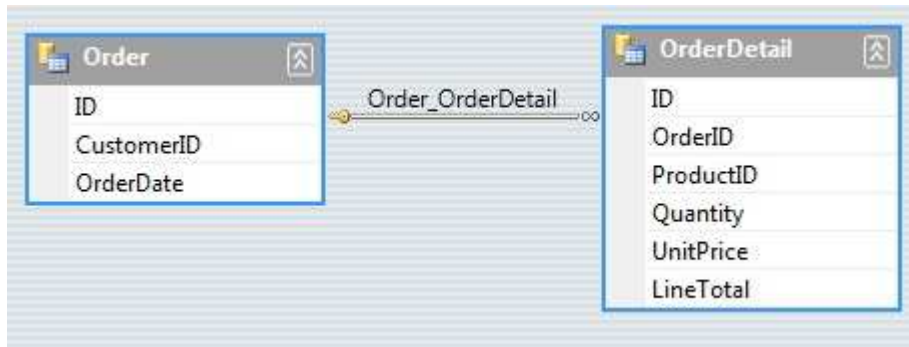 Order
ID
CustomerID
OrderDate
Order_OrderDetail
OrderDetail
ID
OrderID
ProductID
Quantity
UnitPrice
LineTotal